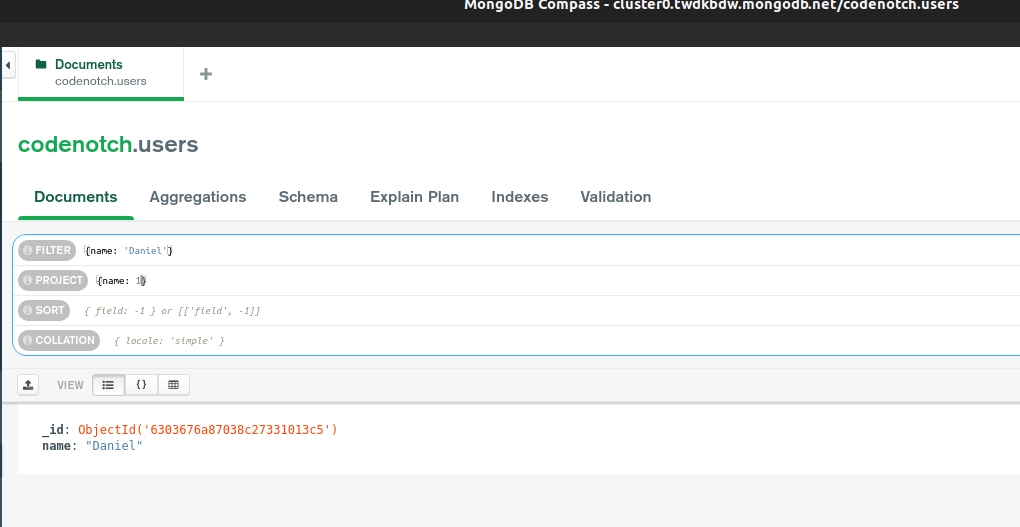 MongoDB Compass - cluster0.twdkbdw.mongodb.net/codenotch.users
Documents
codenotch.users
codenotch.users
Documents Aggregations Schema Explain Plan Indexes Validation
FILTER {name: 'Daniel'}
PROJECT {name: 1}
SORT { field: -1 } or [['field', -1]]
COLLATION { locale: 'simple' }
VIEW {}
_id: ObjectId('6303676a87038c27331013c5')
name: "Daniel"